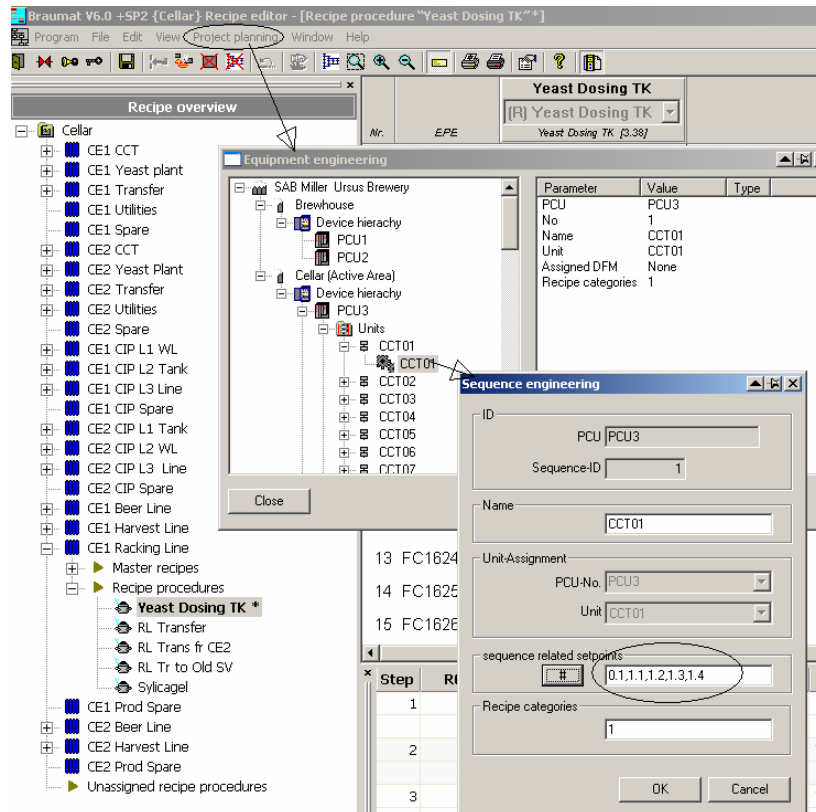 Braumat V6.0 +SP2 {Cellar} Recipe editor - [Recipe procedure "Yeast Dosing TK"*]
Program File Edit View Project planning Window Help
Recipe overview
Cellar
CE1 CCT
CE1 Yeast plant
CE1 Transfer
CE1 Utilities
CE1 Spare
CE2 CCT
CE2 Yeast Plant
CE2 Transfer
CE2 Utilities
CE2 Spare
CE1 CIP L1 WL
CE1 CIP L2 Tank
CE1 CIP L3 Line
CE1 CIP Spare
CE2 CIP L1 Tank
CE2 CIP L2 WL
CE2 CIP L3 Line
CE2 CIP Spare
CE1 Beer Line
CE1 Harvest Line
CE1 Racking Line
Master recipes
Recipe procedures
Yeast Dosing TK *
RL Transfer
RL Trans fr CE2
RL Tr to Old SV
Sylicagel
CE1 Prod Spare
CE2 Beer Line
CE2 Harvest Line
CE2 Prod Spare
Unassigned recipe procedures
Yeast Dosing TK
(R) Yeast Dosing TK
Nr. EPE Yeast Dosing TK [3.38]
Equipment engineering
SAB Miller Ursus Brewery
Brewhouse
Device hierachy
PCU1
PCU2
Cellar (Active Area)
Device hierachy
PCU3
Units
CCT01
CCT01
CCT02
CCT03
CCT04
CCT05
CCT06
CCT07
Parameter Value Type
PCU PCU3
No 1
Name CCT01
Unit CCT01
Assigned DFM None
Recipe categories 1
Close
13 FC1624
14 FC1625
15 FC1626
Step
1
2
3
Sequence engineering
ID
PCU PCU3
Sequence-ID 1
Name
CCT01
Unit-Assignment
PCU-No. PCU3
Unit CCT01
sequence related setpoints
# 0.1,1.1,1.2,1.3,1.4
Recipe categories
1
OK Cancel